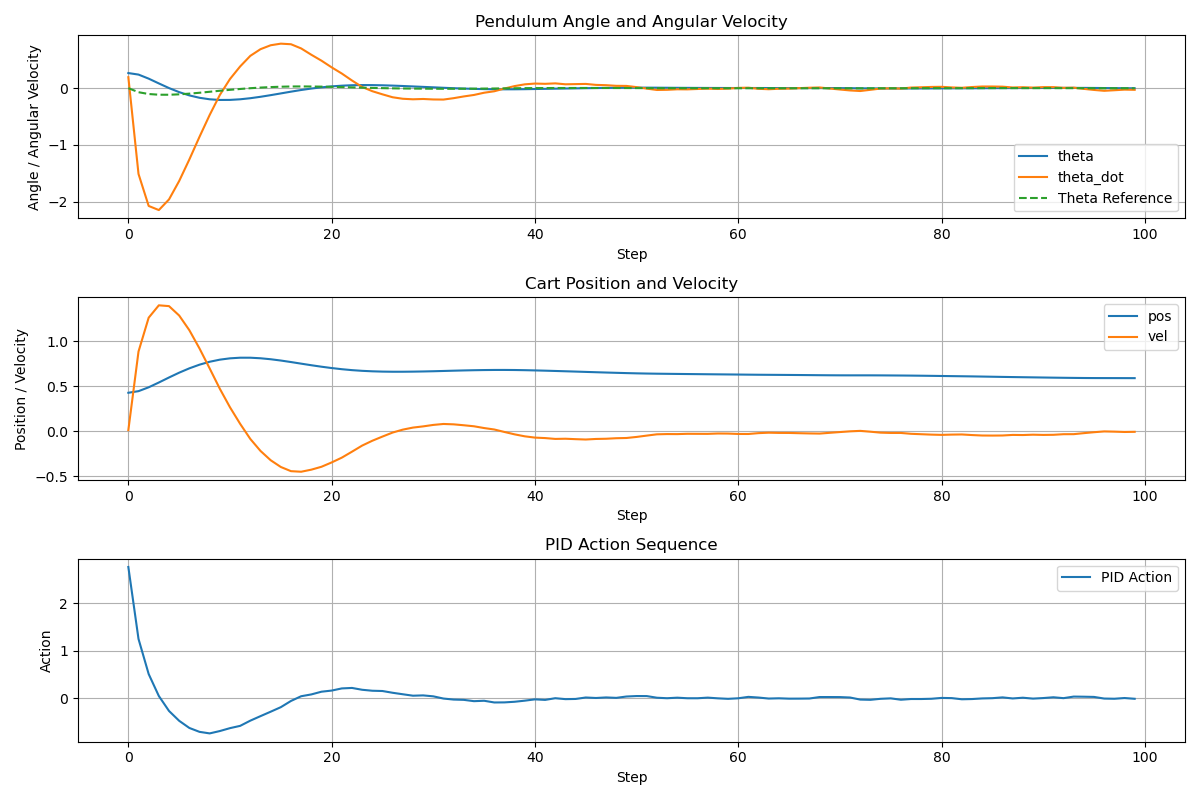 Pendulum Angle and Angular Velocity
Angle / Angular Velocity
0
−1
−2
theta
theta_dot
Theta Reference
0 20 40 60 80 100
Step
Cart Position and Velocity
Position / Velocity
1.0
0.5
0.0
−0.5
pos
vel
0 20 40 60 80 100
Step
PID Action Sequence
Action
2
1
0
PID Action
0 20 40 60 80 100
Step